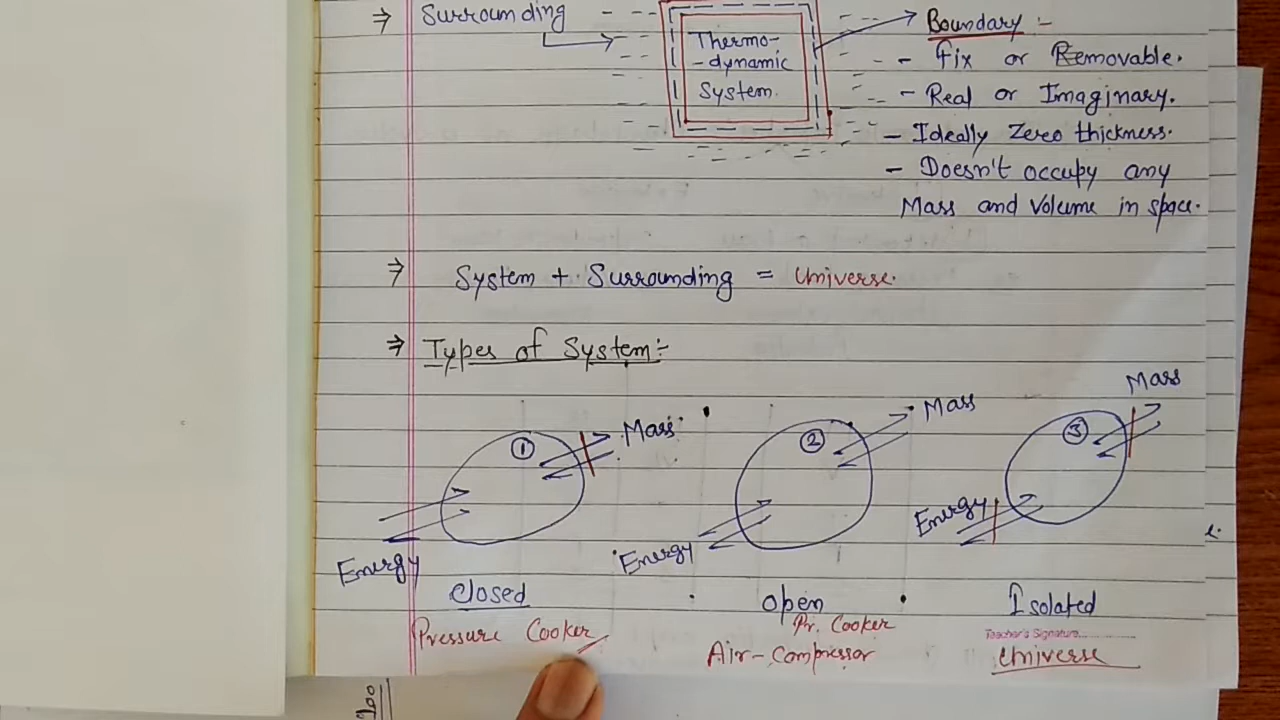 ⇒ Surrounding
Thermo-
-dynamic
System.
Boundary :-
- Fix or Removable.
- Real or Imaginary.
- Ideally Zero thickness.
- Doesn't occupy any
Mass and Volume in space.
⇒ System + Surrounding = Universe.
⇒ Types of System:-
① Mass
Energy
Closed
Pressure Cooker
② Mass
Energy
Open
Pr. Cooker
Air-Compressor
③ Mass
Energy
Isolated
Teacher's Signature
Universe
100